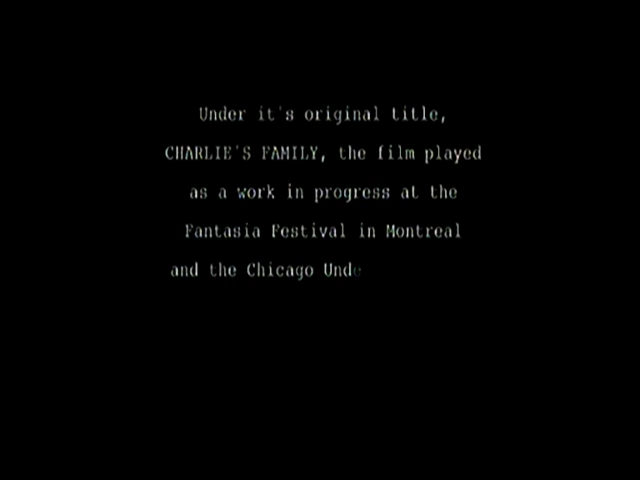 Under it's original title,
CHARLIE'S FAMILY, the film played
as a work in progress at the
Fantasia Festival in Montreal
and the Chicago Unde